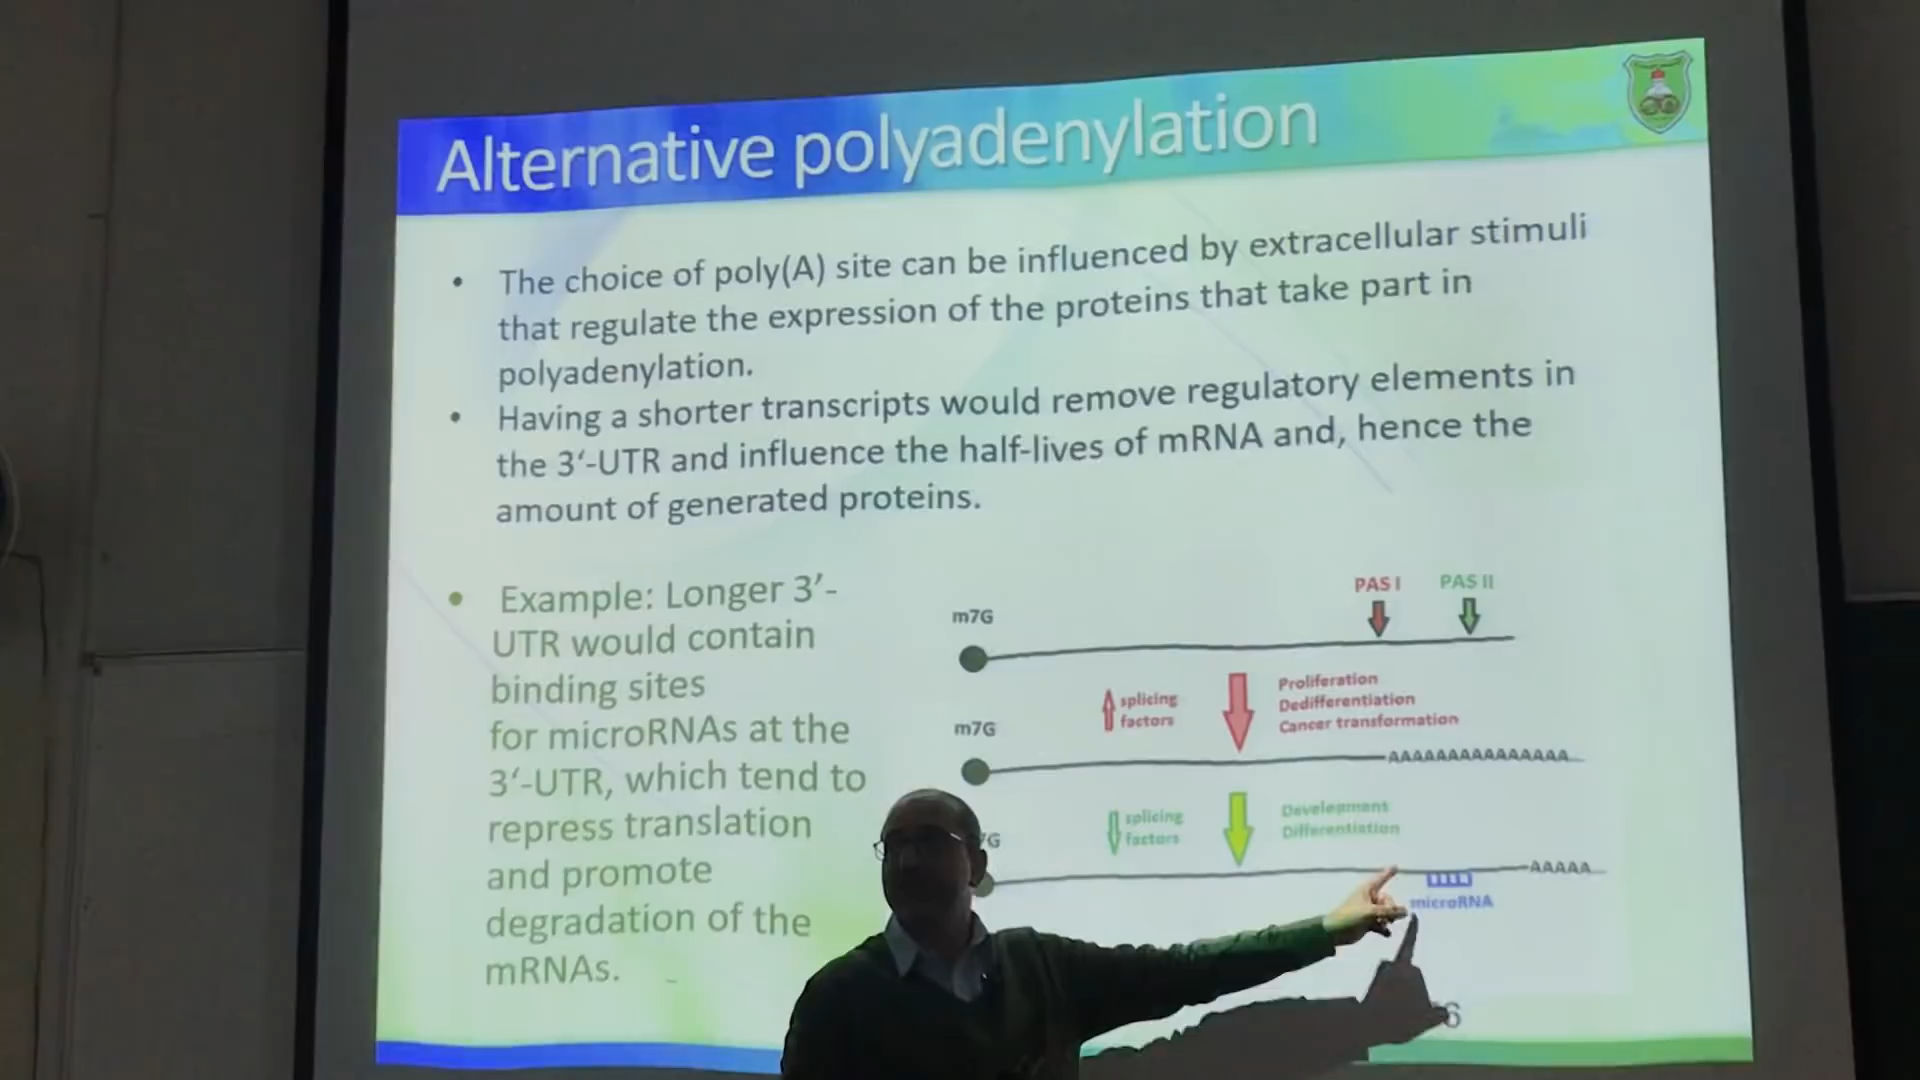 Alternative polyadenylation
• The choice of poly(A) site can be influenced by extracellular stimuli
that regulate the expression of the proteins that take part in
polyadenylation.
• Having a shorter transcripts would remove regulatory elements in
the 3‘-UTR and influence the half-lives of mRNA and, hence the
amount of generated proteins.
• Example: Longer 3’-
UTR would contain
binding sites
for microRNAs at the
3‘-UTR, which tend to
repress translation
and promote
degradation of the
mRNAs.
PAS I PAS II
m7G
splicing
factors
Proliferation
Dedifferentiation
Cancer transformation
m7G
AAAAAAAAAAAAAAA
splicing
factors
Development
Differentiation
7G
AAAAA
microRNA
6